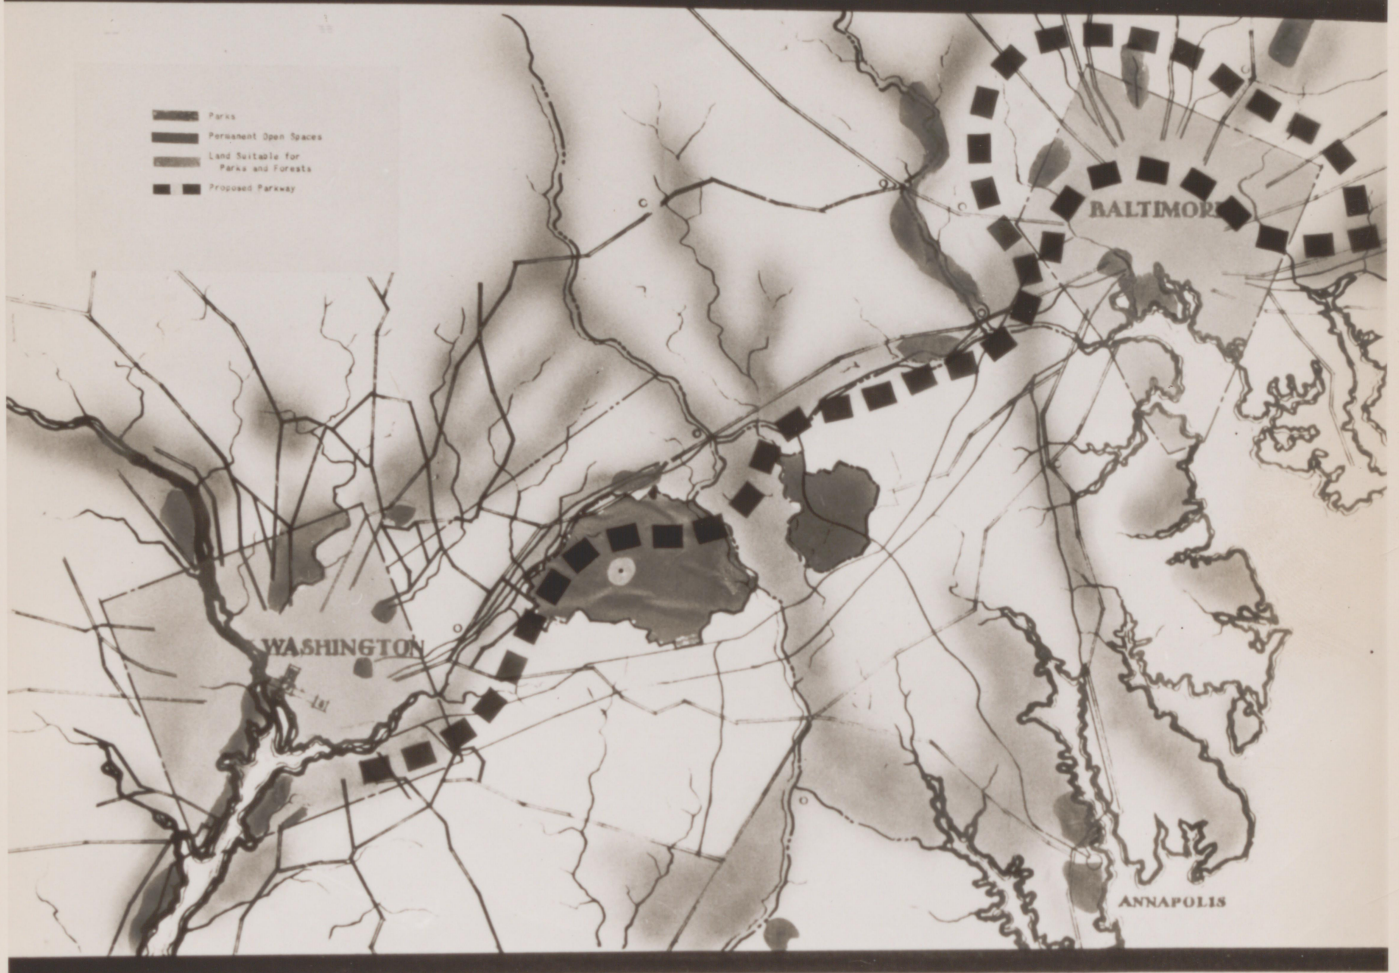 Parks
Permanent Open Spaces
Land Suitable for
Parks and Forests
Proposed Parkway
BALTIMORE
WASHINGTON
ANNAPOLIS